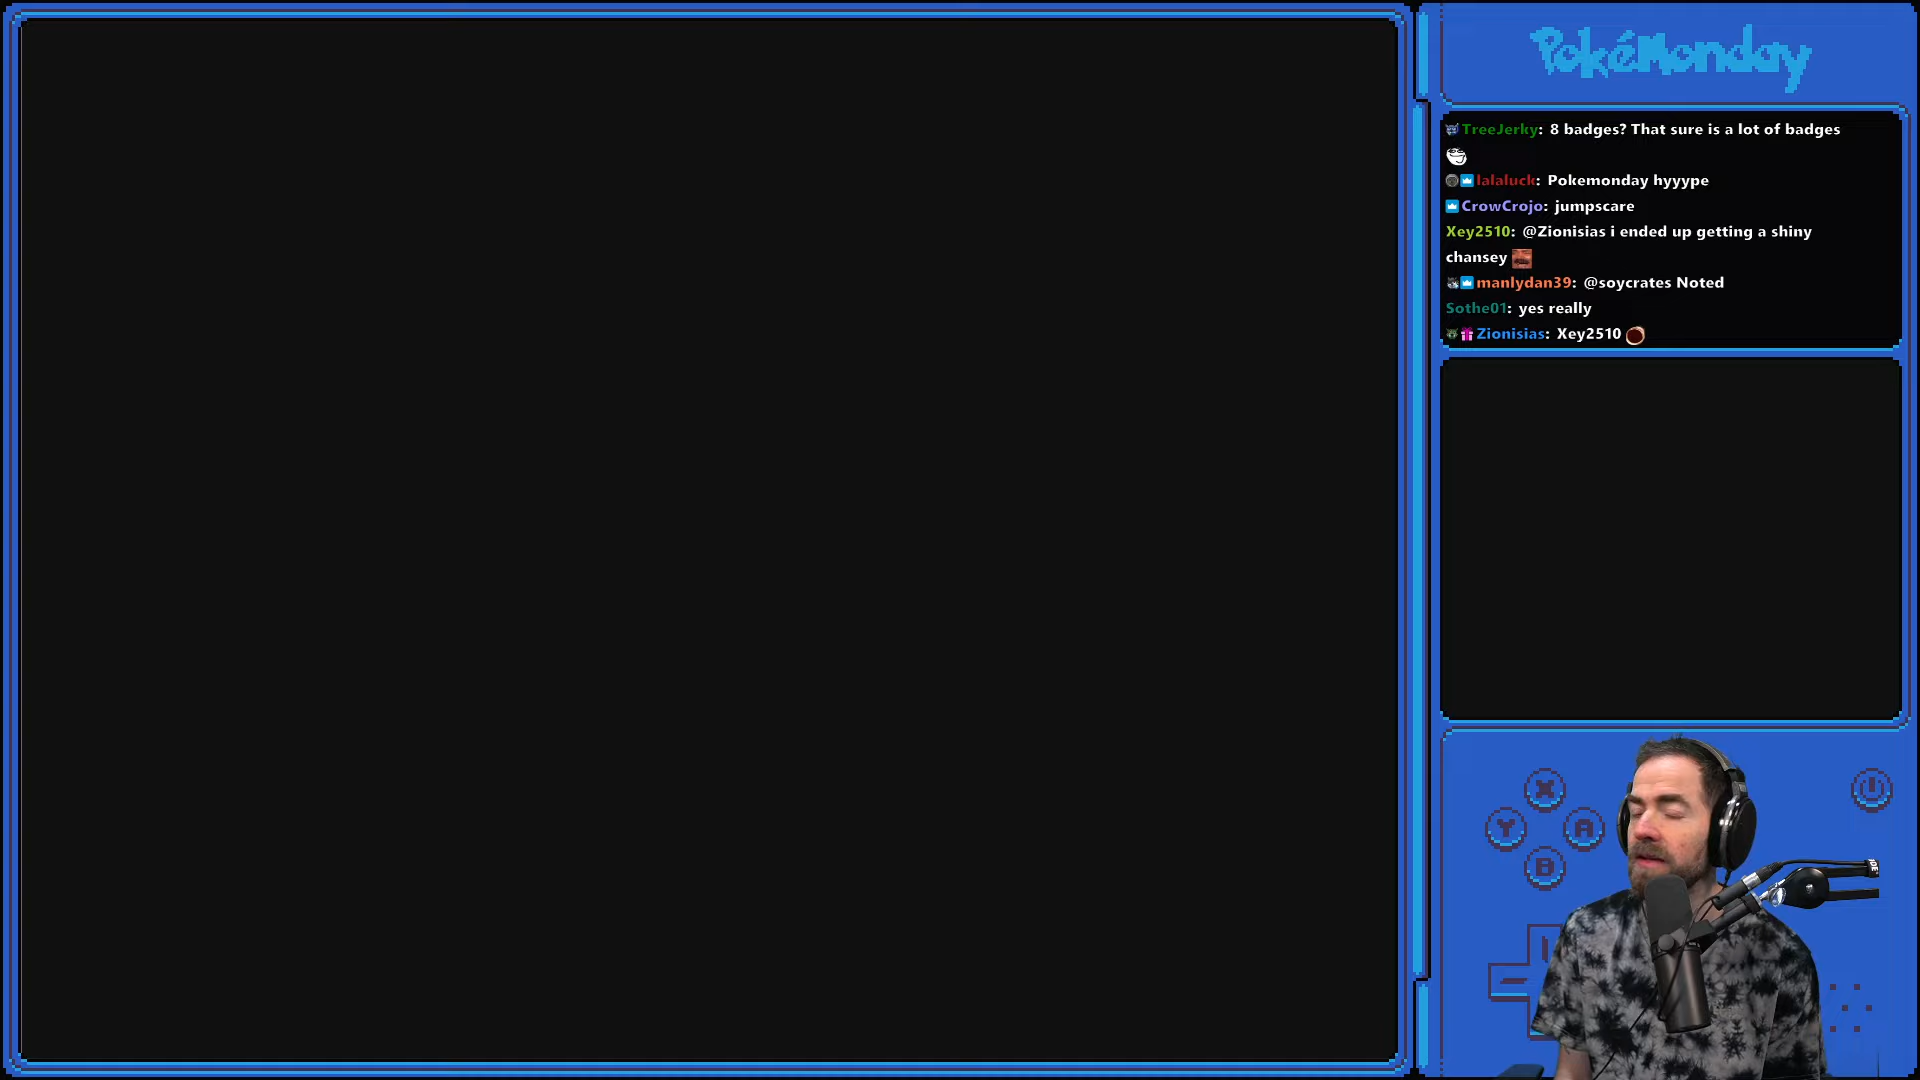 PokéMonday
TreeJerky: 8 badges? That sure is a lot of badges
lalaluck: Pokemonday hyyype
CrowCrojo: jumpscare
Xey2510: @Zionisias i ended up getting a shiny
chansey
manlydan39: @soycrates Noted
Sothe01: yes really
Zionisias: Xey2510
X
Y A
B